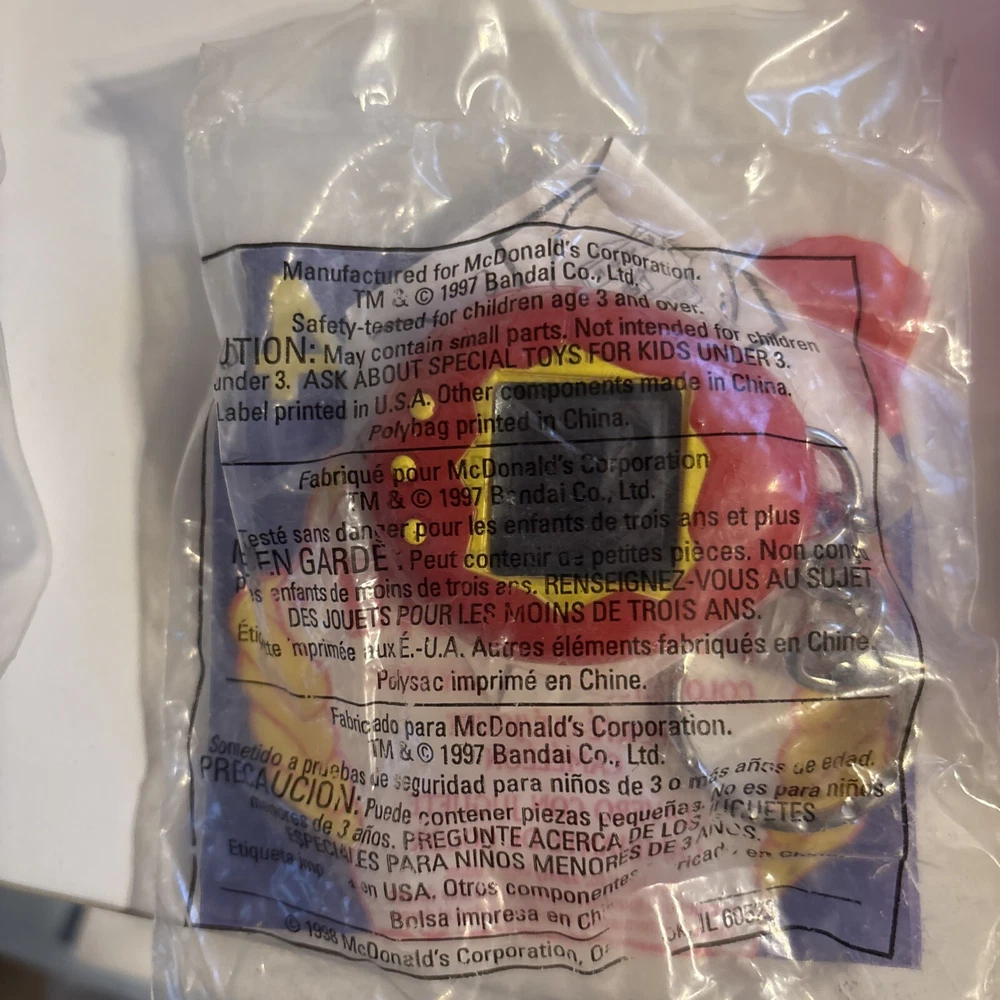 Manufactured for McDonald's Corporation.
TM & © 1997 Bandai Co., Ltd.
Safety-tested for children age 3 and over.
UTION: May contain small parts. Not intended for children
under 3. ASK ABOUT SPECIAL TOYS FOR KIDS UNDER 3.
Label printed in U.S.A. Other components made in China.
Polybag printed in China.
Fabriqué pour McDonald's Corporation
TM & © 1997 Bandai Co., Ltd.
Testé sans danger pour les enfants de trois ans et plus
EN GARDE : Peut contenir de petites pièces. Non conçu
enfants de moins de trois ans. RENSEIGNEZ-VOUS AU SUJET
DES JOUETS POUR LES MOINS DE TROIS ANS.
imprimée aux É.-U.A. Autres éléments fabriqués en Chine.
Polysac imprimé en Chine.
Fabricado para McDonald's Corporation.
TM & © 1997 Bandai Co., Ltd.
Sometido a pruebas de seguridad para niños de 3 o más años de edad.
PRECAUCIÓN: Puede contener piezas pequeñas. No es para niños
menores de 3 años. PREGUNTE ACERCA DE LOS JUGUETES
ESPECIALES PARA NIÑOS MENORES DE 3 AÑOS.
Etiqueta en USA. Otros componentes en
Bolsa impresa en
© 1998 McDonald's Corporation, IL